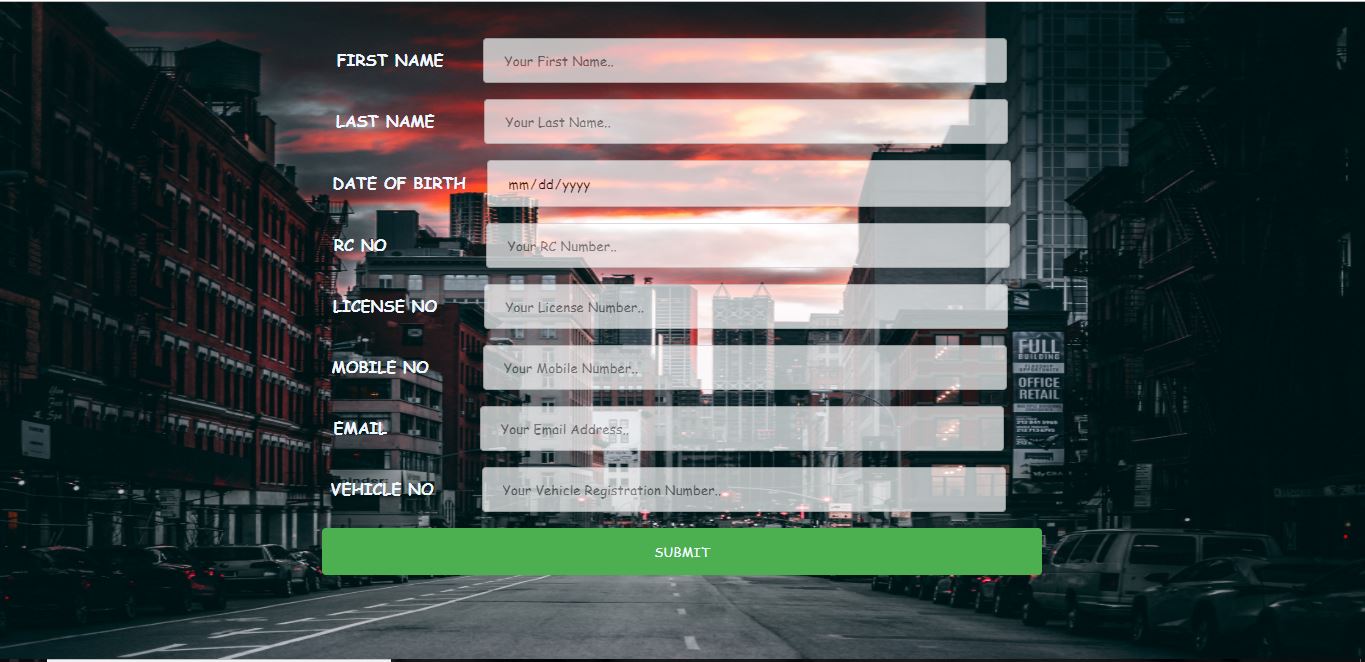 FIRST NAME Your First Name..
LAST NAME Your Last Name..
DATE OF BIRTH mm/dd/yyyy
RC NO Your RC Number..
LICENSE NO Your License Number..
MOBILE NO Your Mobile Number..
EMAIL Your Email Address..
VEHICLE NO Your Vehicle Registration Number..
SUBMIT
FULL
BUILDING
OFFICE
RETAIL